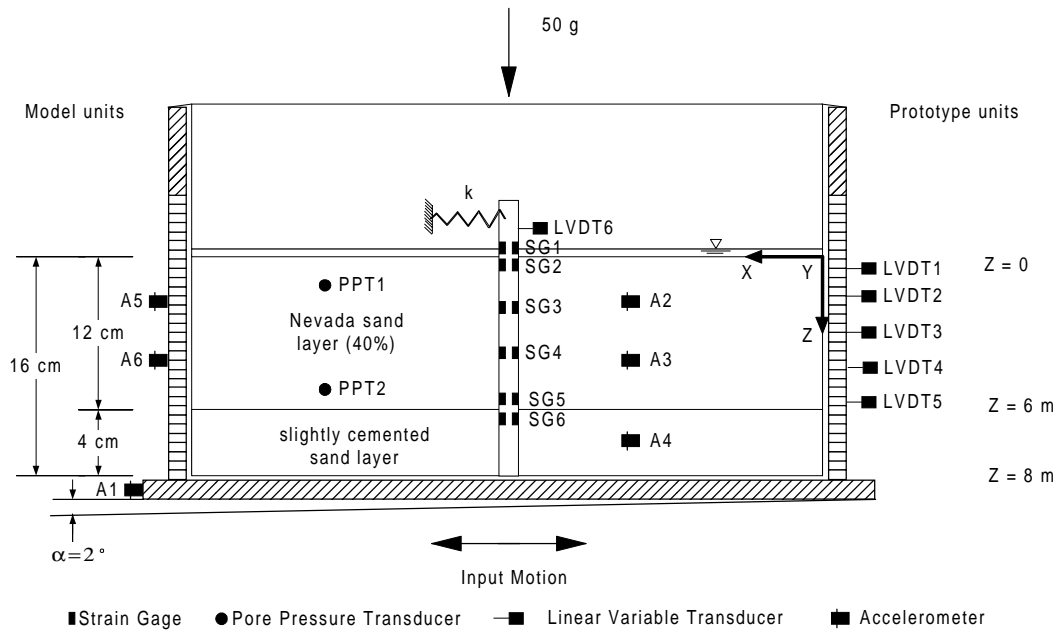 50 g
Model units
Prototype units
k
LVDT6
SG1
SG2
X
Y
LVDT1
Z = 0
PPT1
A5
A2
LVDT2
SG3
12 cm
Nevada sand
layer (40%)
Z
LVDT3
16 cm
A6
SG4
A3
LVDT4
PPT2
SG5
LVDT5
Z = 6 m
SG6
4 cm
slightly cemented
sand layer
A4
A1
Z = 8 m
α=2°
Input Motion
Strain Gage
Pore Pressure Transducer
Linear Variable Transducer
Accelerometer